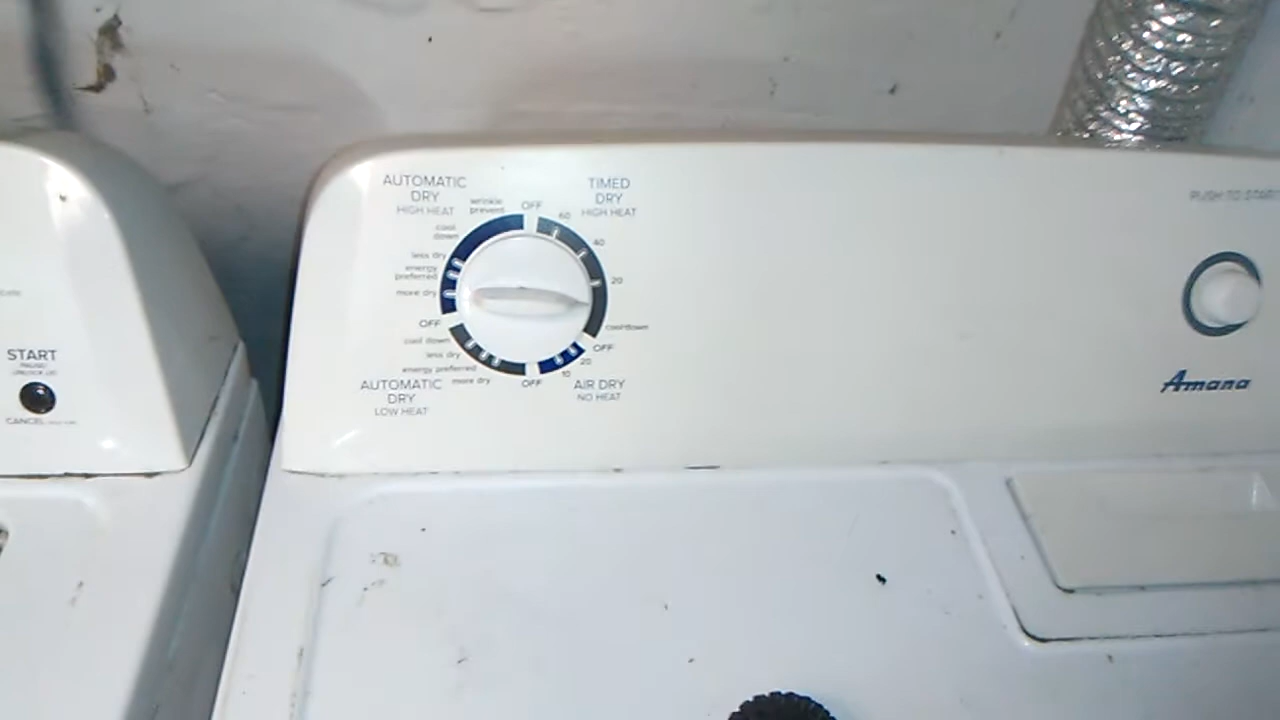 AUTOMATIC
DRY
HIGH HEAT
wrinkle
prevent
OFF
TIMED
DRY
HIGH HEAT
60
40
20
cool down
OFF
20
10
AIR DRY
NO HEAT
OFF
more dry
energy preferred
less dry
cool down
AUTOMATIC
DRY
LOW HEAT
OFF
more dry
energy
preferred
less dry
cool
down
PUSH TO START
Amana
START
CANCEL